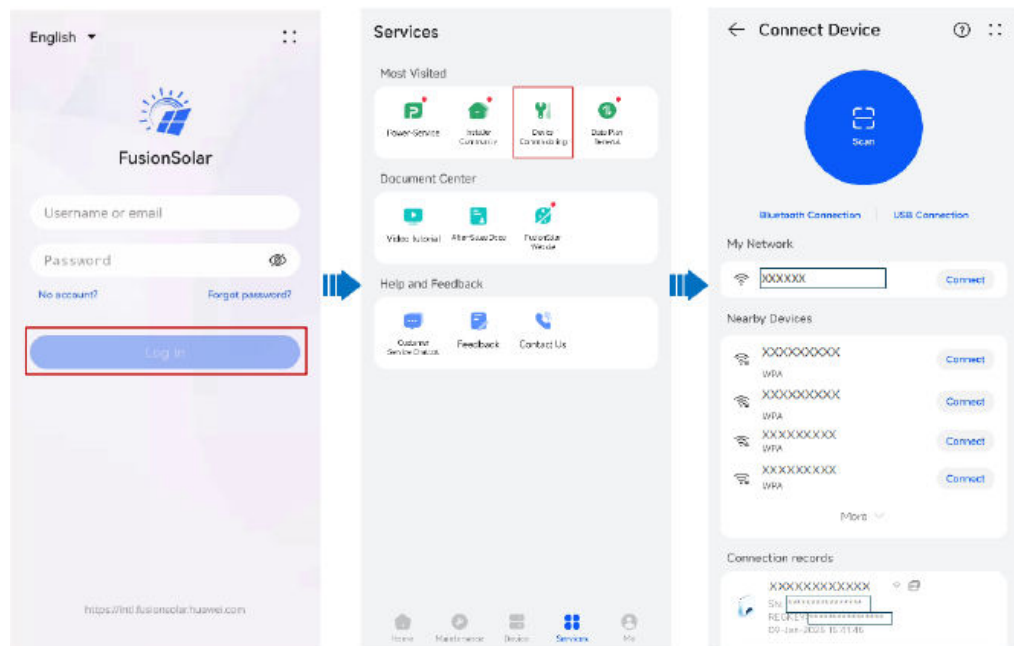 English
FusionSolar
Username or email
Password
No account?
Forgot password?
Log in
https://intl.fusionsolar.huawei.com
Services
Most Visited
Power-Service
Installer Community
Device Commissioning
Data Plan Renewal
Document Center
Video Tutorial
After-Sales Docs
FusionSolar Website
Help and Feedback
Customer Service Chatbot
Feedback
Contact Us
Home
Maintenance
Device
Services
Me
Connect Device
Scan
Bluetooth Connection
USB Connection
My Network
XXXXXX
Connect
Nearby Devices
XXXXXXXXXX
WPA
Connect
XXXXXXXXXX
WPA
Connect
XXXXXXXXX
WPA
Connect
XXXXXXXXX
WPA
Connect
More
Connection records
XXXXXXXXXXXX
SN:
REGKEY: